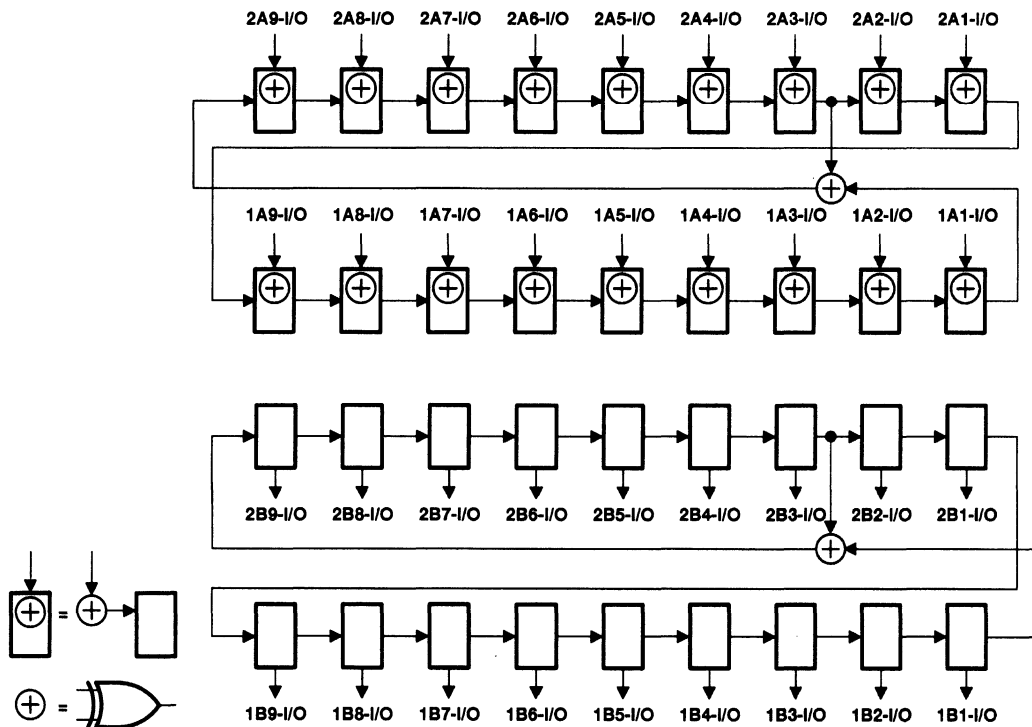 2A9-I/O 2A8-I/O 2A7-I/O 2A6-I/O 2A5-I/O 2A4-I/O 2A3-I/O 2A2-I/O 2A1-I/O
1A9-I/O 1A8-I/O 1A7-I/O 1A6-I/O 1A5-I/O 1A4-I/O 1A3-I/O 1A2-I/O 1A1-I/O
2B9-I/O 2B8-I/O 2B7-I/O 2B6-I/O 2B5-I/O 2B4-I/O 2B3-I/O 2B2-I/O 2B1-I/O
=
=
1B9-I/O 1B8-I/O 1B7-I/O 1B6-I/O 1B5-I/O 1B4-I/O 1B3-I/O 1B2-I/O 1B1-I/O